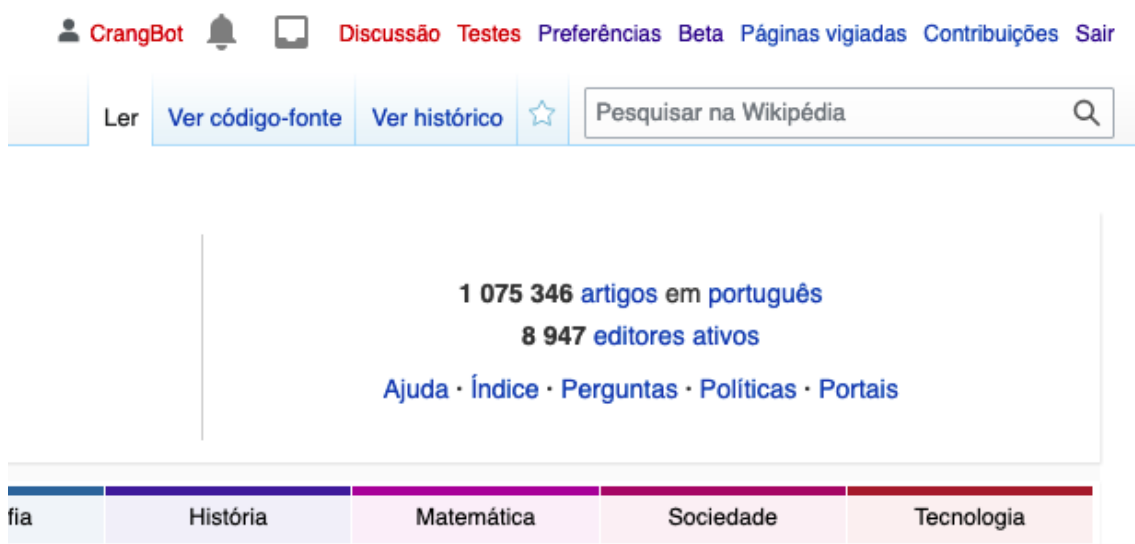 CrangBot Discussão Testes Preferências Beta Páginas vigiadas Contribuições Sair
Ler Ver código-fonte Ver histórico Pesquisar na Wikipédia
1 075 346 artigos em português
8 947 editores ativos
Ajuda · Índice · Perguntas · Políticas · Portais
fia História Matemática Sociedade Tecnologia